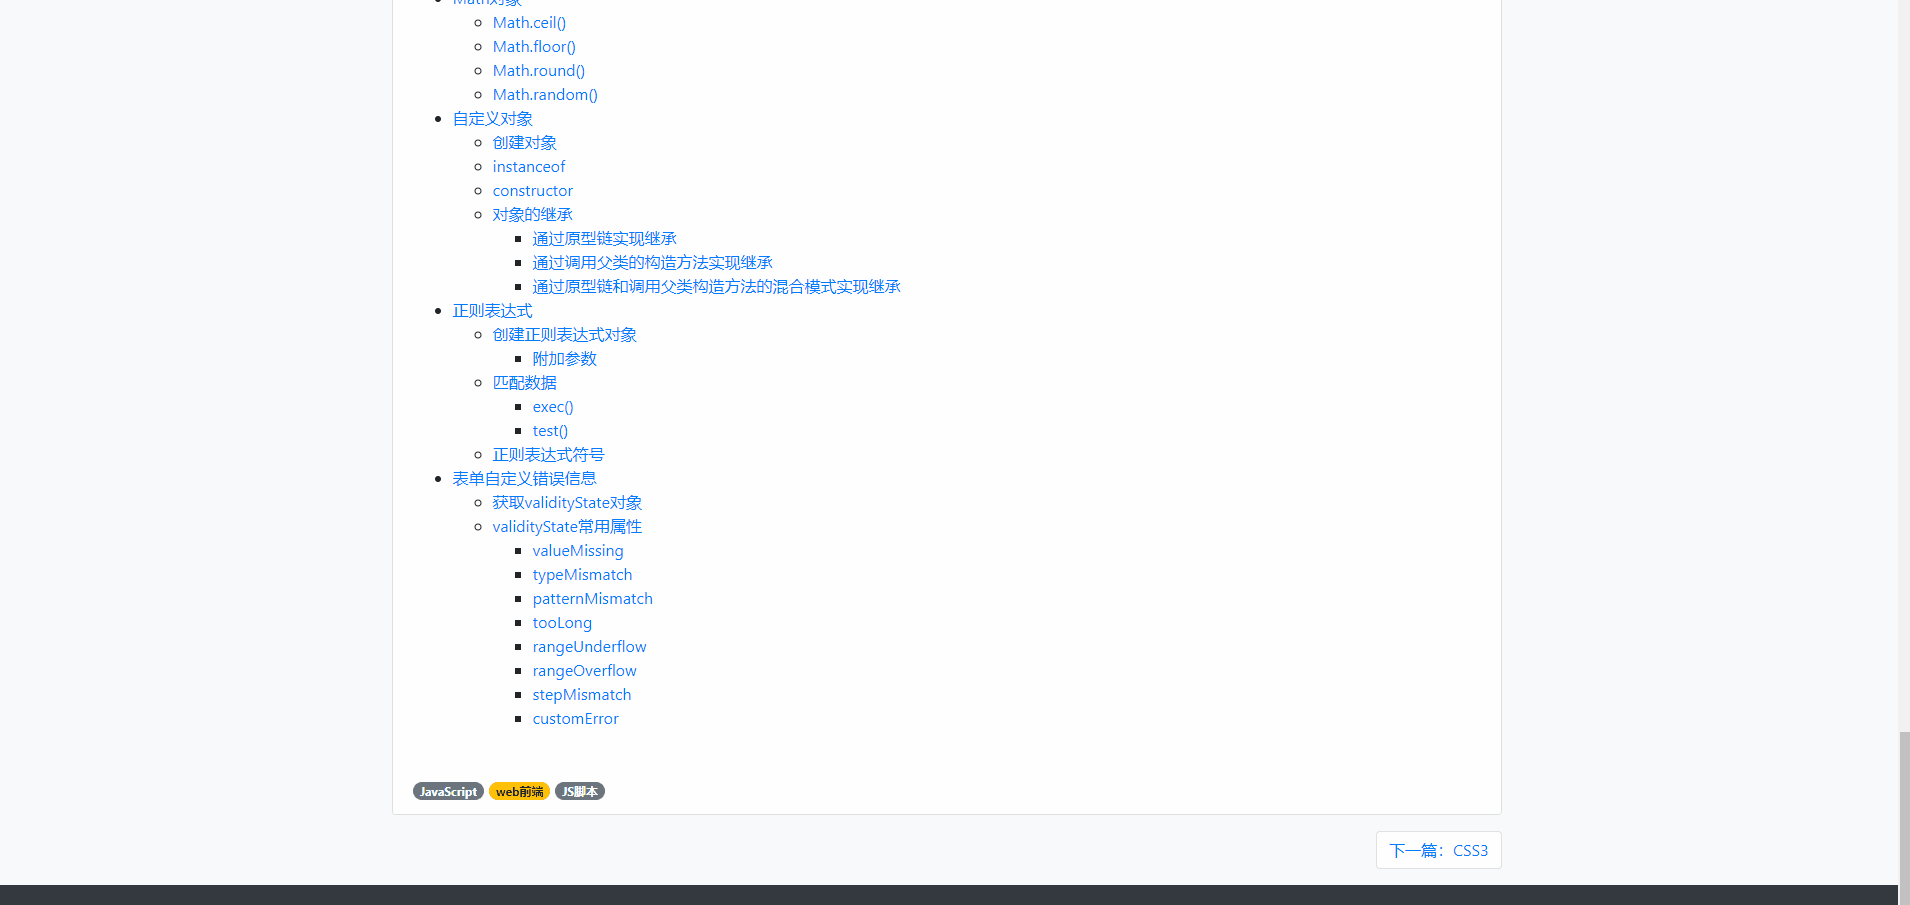 Math对象
Math.ceil()
Math.floor()
Math.round()
Math.random()
自定义对象
创建对象
instanceof
constructor
对象的继承
通过原型链实现继承
通过调用父类的构造方法实现继承
通过原型链和调用父类构造方法的混合模式实现继承
正则表达式
创建正则表达式对象
附加参数
匹配数据
exec()
test()
正则表达式符号
表单自定义错误信息
获取validityState对象
validityState常用属性
valueMissing
typeMismatch
patternMismatch
tooLong
rangeUnderflow
rangeOverflow
stepMismatch
customError
JavaScript web前端 JS脚本
下一篇：CSS3